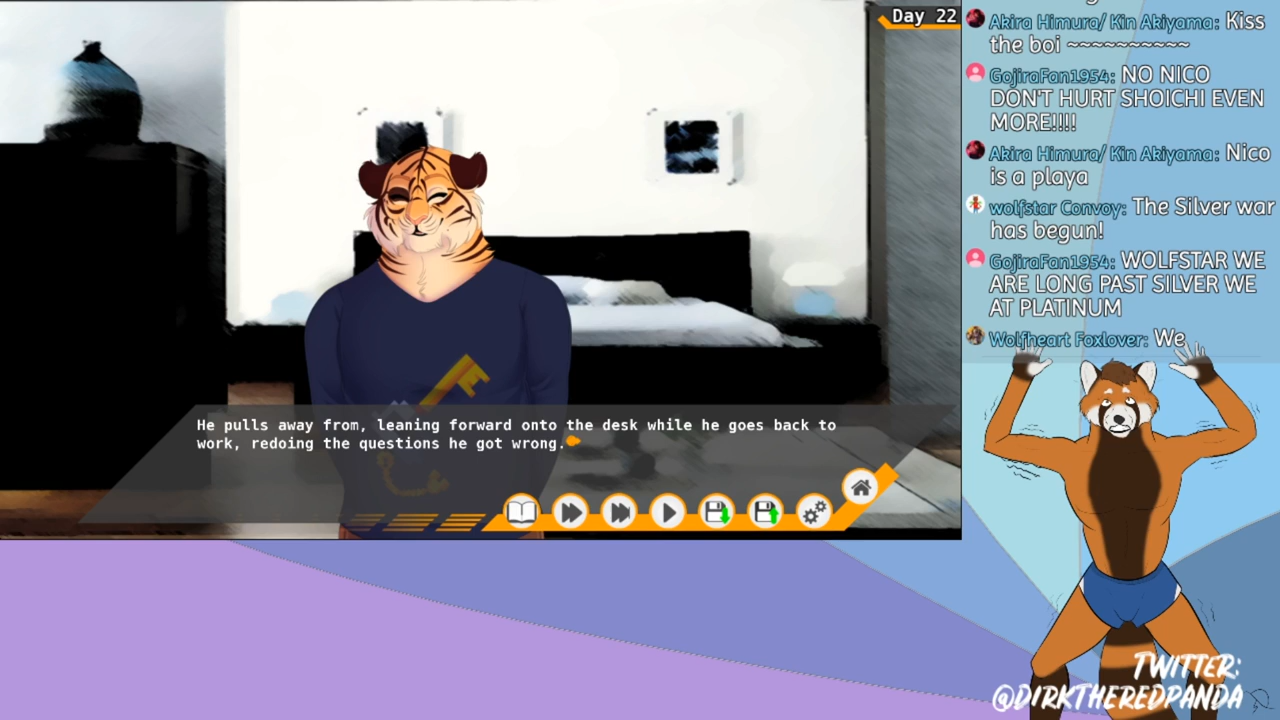 Day 22
He pulls away from, leaning forward onto the desk while he goes back to
work, redoing the questions he got wrong.
Akira Himura/ Kin Akiyama: Kiss
the boi ~~~~~~~~~~
GojiraFan1954: NO NICO
DON'T HURT SHOICHI EVEN
MORE!!!!
Akira Himura/ Kin Akiyama: Nico
is a playa
wolfstar Convoy: The Silver war
has begun!
GojiraFan1954: WOLFSTAR WE
ARE LONG PAST SILVER WE
AT PLATINUM
Wolfheart Foxlover: We
TWITTER:
@DIRKTHEREDPANDA